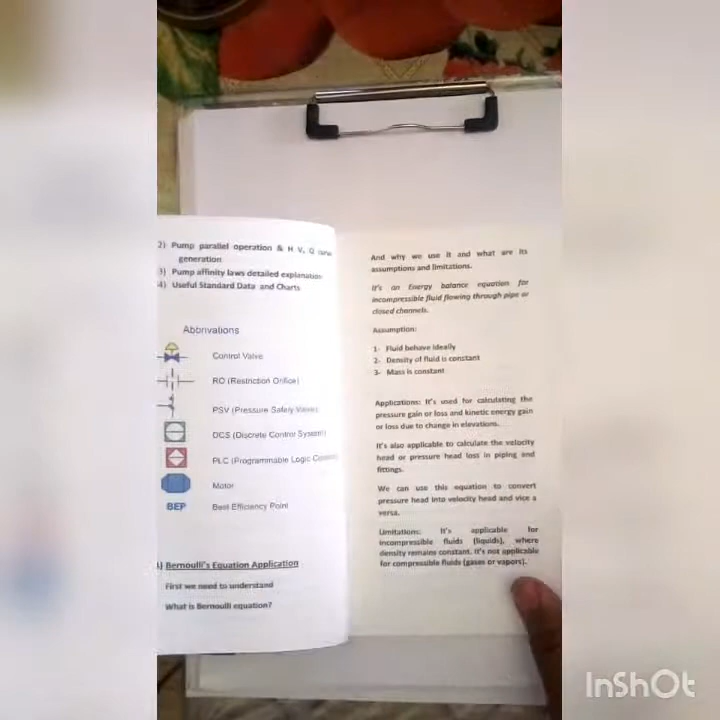 2) Pump parallel operation & H V, Q
generation
3) Pump affinity laws detailed explanation
4) Useful Standard Data and Charts
Abbrivations
Control Valve
RO (Restriction Orifice)
PSV (Pressure Safety Valve)
DCS (Discrete Control System)
PLC (Programmable Logic
Motor
BEP Best Efficiency Point
Bernoulli's Equation Application
First we need to understand
What is Bernoulli equation?
And why we use it and what are its
assumptions and limitations.
It's an Energy balance equation for
incompressible fluid flowing through pipe or
closed channels.
Assumption:
1- Fluid behave ideally
2- Density of fluid is constant
3- Mass is constant
Applications: It's used for calculating the
pressure gain or loss and kinetic energy gain
or loss due to change in elevations.
It's also applicable to calculate the velocity
head or pressure head loss in piping and
fittings.
We can use this equation to convert
pressure head into velocity head and vice a
versa.
Limitations: It's applicable for
incompressible fluids (liquids), where
density remains constant. It's not applicable
for compressible fluids (gases or vapors).
InShOt